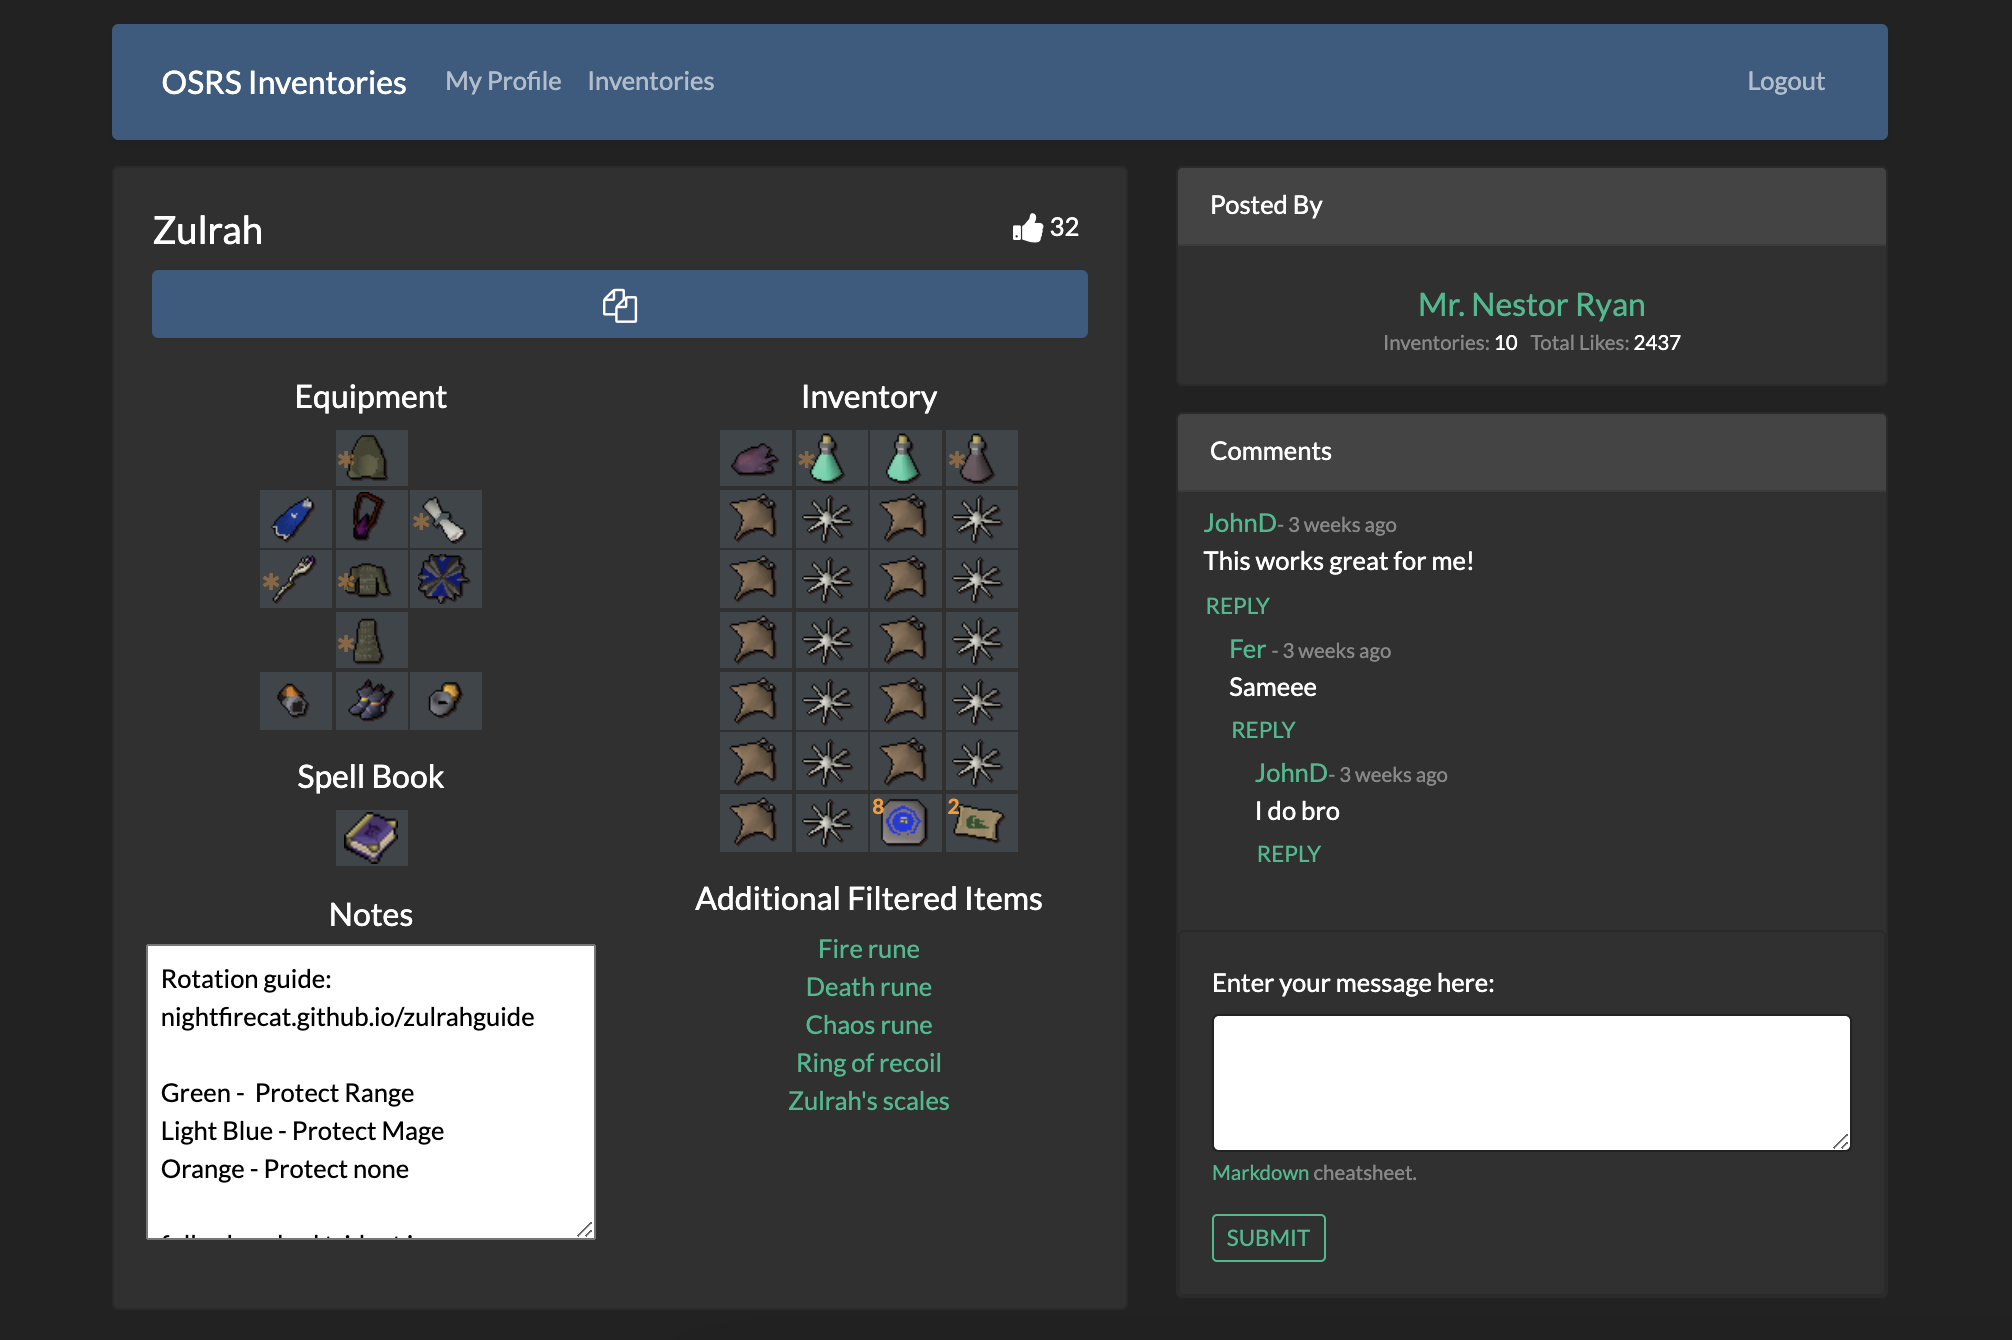 OSRS Inventories My Profile Inventories Logout
Zulrah
32
Equipment
Spell Book
Notes
Rotation guide:
nightfirecat.github.io/zulrahguide
Green -  Protect Range
Light Blue - Protect Mage
Orange - Protect none
Inventory
8 2
Additional Filtered Items
Fire rune
Death rune
Chaos rune
Ring of recoil
Zulrah's scales
Posted By
Mr. Nestor Ryan
Inventories: 10 Total Likes: 2437
Comments
JohnD- 3 weeks ago
This works great for me!
REPLY
Fer - 3 weeks ago
Sameee
REPLY
JohnD- 3 weeks ago
I do bro
REPLY
Enter your message here:
Markdown cheatsheet.
SUBMIT